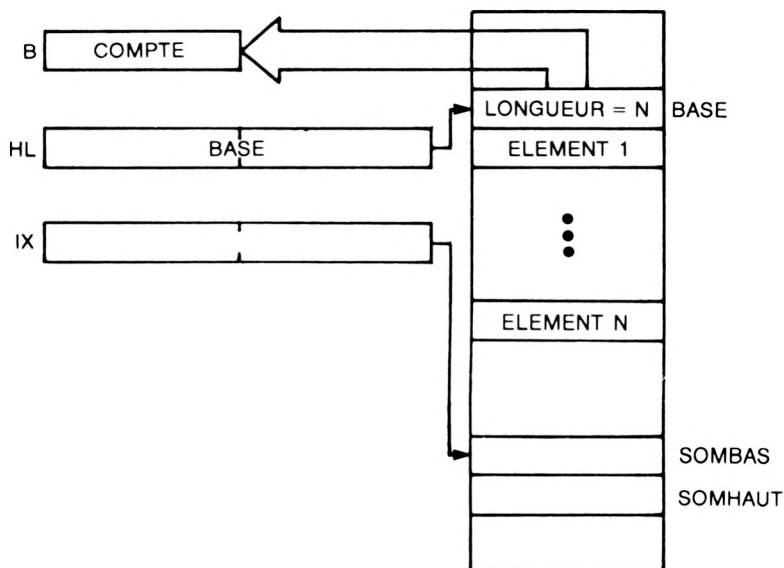 B COMPTE
LONGUEUR = N BASE
HL BASE
ELEMENT 1
IX
ELEMENT N
SOMBAS
SOMHAUT